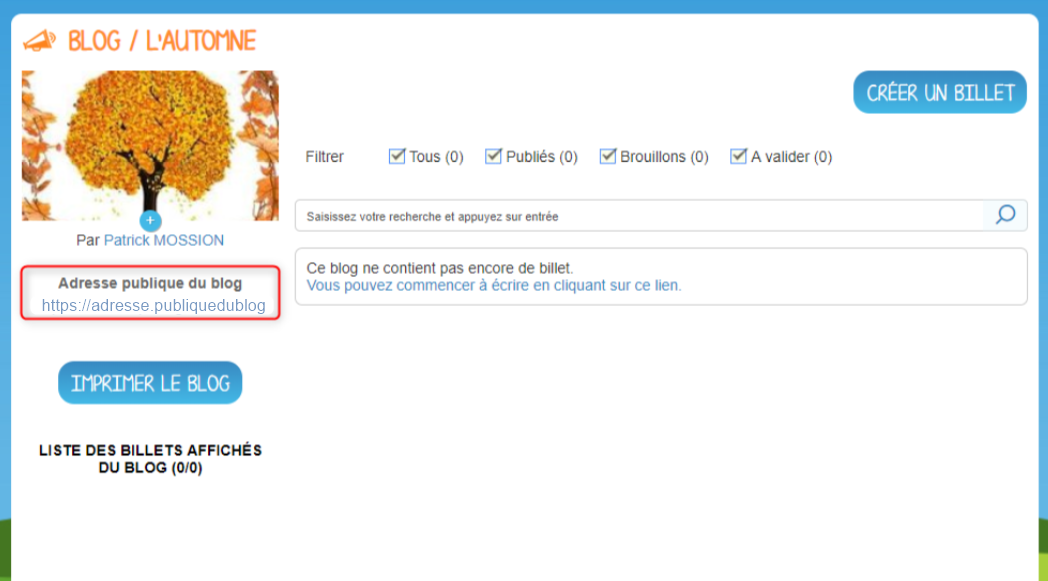 BLOG / L'AUTOMNE
CRÉER UN BILLET
Filtrer Tous (0) Publiés (0) Brouillons (0) A valider (0)
Saisissez votre recherche et appuyez sur entrée
Ce blog ne contient pas encore de billet.
Vous pouvez commencer à écrire en cliquant sur ce lien.
+
Par Patrick MOSSION
Adresse publique du blog
https://adresse.publiquedublog
IMPRIMER LE BLOG
LISTE DES BILLETS AFFICHÉS
DU BLOG (0/0)